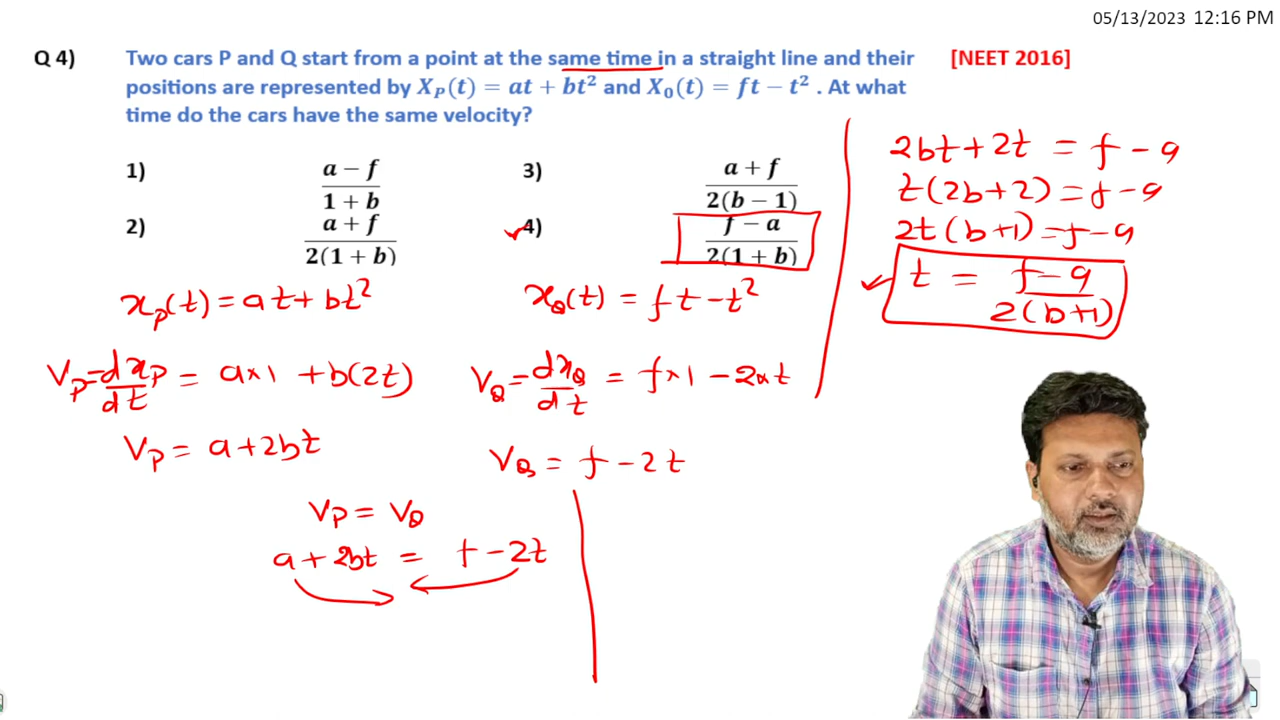 05/13/2023 12:16 PM
Q 4) Two cars P and Q start from a point at the same time in a straight line and their [NEET 2016]
positions are represented by X_P(t) = at + bt² and X_0(t) = ft − t² . At what
time do the cars have the same velocity?
1) (a − f)/(1 + b)
3) (a + f)/(2(b − 1))
2) (a + f)/(2(1 + b))
4) (f − a)/(2(1 + b))
x_P(t) = at + bt²
V_P = dx_P/dt = a×1 + b(2t)
V_P = a + 2bt
x_Q(t) = ft − t²
V_Q = dx_Q/dt = f×1 − 2×t
V_Q = f − 2t
V_P = V_Q
a + 2bt = f − 2t
2bt + 2t = f − a
t(2b + 2) = f − a
2t(b+1) = f − a
t = (f − a)/(2(b+1))